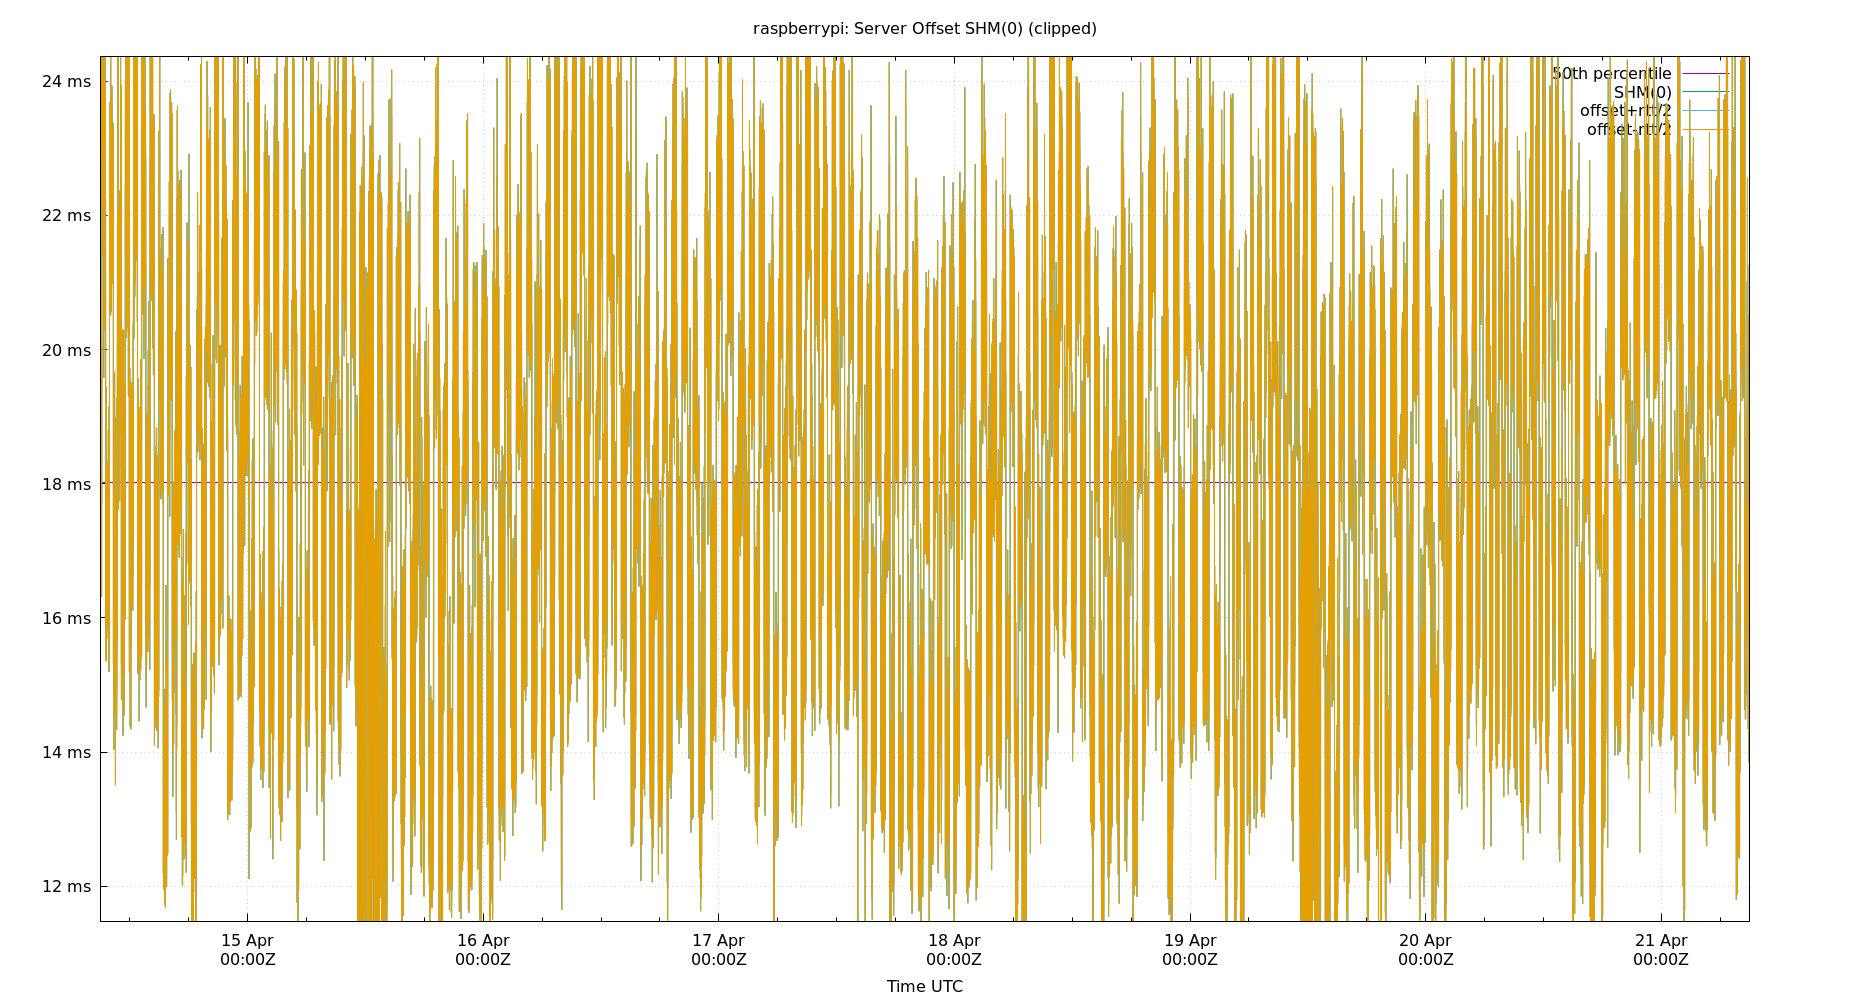 raspberrypi: Server Offset SHM(0) (clipped)
24 ms
22 ms
20 ms
18 ms
16 ms
14 ms
12 ms
50th percentile
SHM(0)
offset+rtt/2
offset-rtt/2
15 Apr 16 Apr 17 Apr 18 Apr 19 Apr 20 Apr 21 Apr
00:00Z 00:00Z 00:00Z 00:00Z 00:00Z 00:00Z 00:00Z
Time UTC